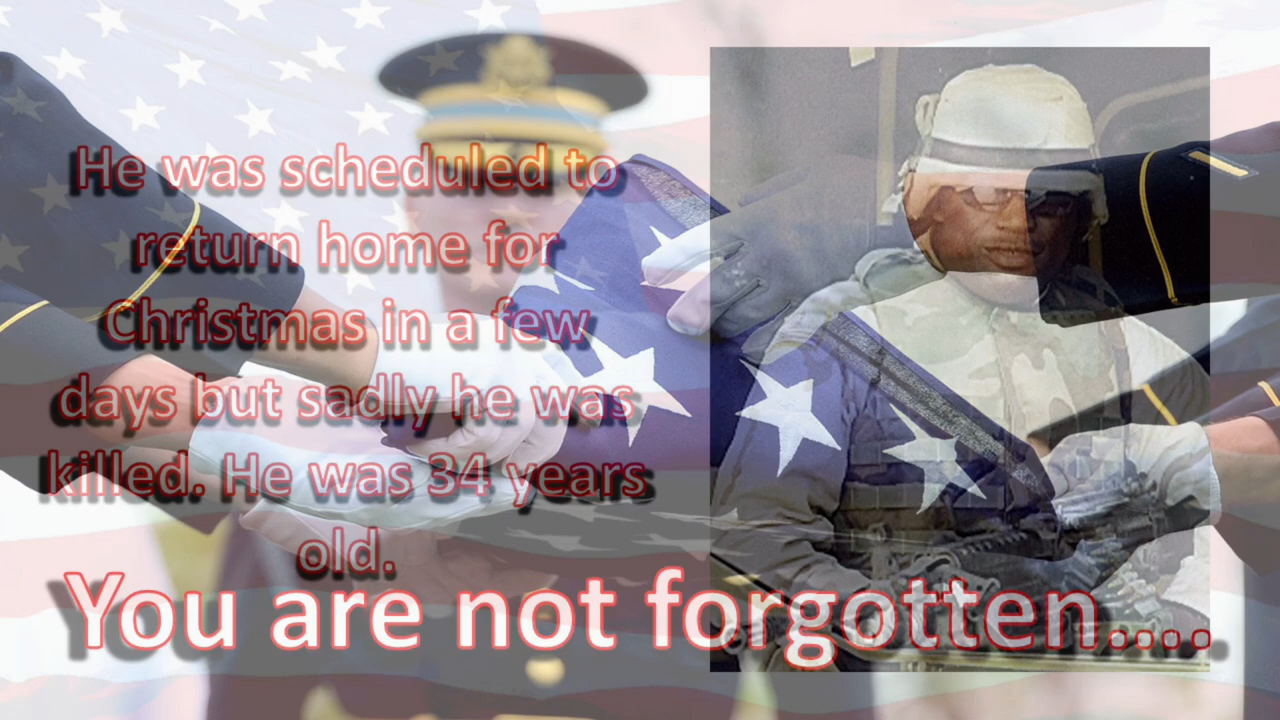 He was scheduled to
return home for
Christmas in a few
days but sadly he was
killed. He was 34 years
old.
You are not forgotten....